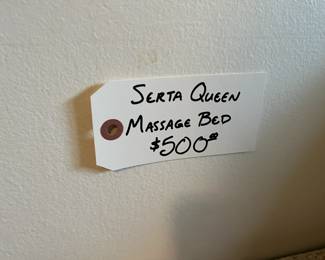 SERTA QUEEN
MASSAGE BED
$500⁰⁰